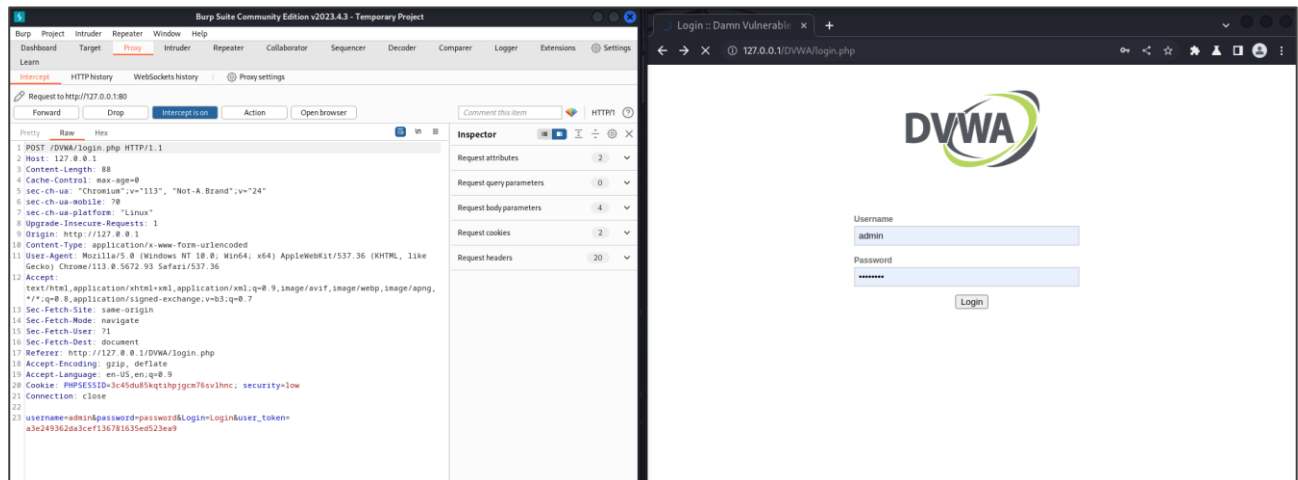 Burp Suite Community Edition v2023.4.3 - Temporary Project
Burp Project Intruder Repeater Window Help
Dashboard Target Proxy Intruder Repeater Collaborator Sequencer Decoder Comparer Logger Extensions Settings
Learn
Intercept HTTP history WebSockets history Proxy settings
Request to http://127.0.0.1:80
Forward Drop Intercept is on Action Open browser Comment this item HTTP/1
Pretty Raw Hex
1 POST /DVWA/login.php HTTP/1.1
2 Host: 127.0.0.1
3 Content-Length: 88
4 Cache-Control: max-age=0
5 sec-ch-ua: "Chromium";v="113", "Not-A.Brand";v="24"
6 sec-ch-ua-mobile: ?0
7 sec-ch-ua-platform: "Linux"
8 Upgrade-Insecure-Requests: 1
9 Origin: http://127.0.0.1
10 Content-Type: application/x-www-form-urlencoded
11 User-Agent: Mozilla/5.0 (Windows NT 10.0; Win64; x64) AppleWebKit/537.36 (KHTML, like
Gecko) Chrome/113.0.5672.93 Safari/537.36
12 Accept:
text/html,application/xhtml+xml,application/xml;q=0.9,image/avif,image/webp,image/apng,
*/*;q=0.8,application/signed-exchange;v=b3;q=0.7
13 Sec-Fetch-Site: same-origin
14 Sec-Fetch-Mode: navigate
15 Sec-Fetch-User: ?1
16 Sec-Fetch-Dest: document
17 Referer: http://127.0.0.1/DVWA/login.php
18 Accept-Encoding: gzip, deflate
19 Accept-Language: en-US,en;q=0.9
20 Cookie: PHPSESSID=3c45du85kqtihpjgcm76sv1hnc; security=low
21 Connection: close
22
23 username=admin&password=password&Login=Login&user_token=
a3e249362da3cef136781635ed523ea9
Inspector
Request attributes 2
Request query parameters 0
Request body parameters 4
Request cookies 2
Request headers 20
Login :: Damn Vulnerable
127.0.0.1/DVWA/login.php
DVWA
Username
admin
Password
Login